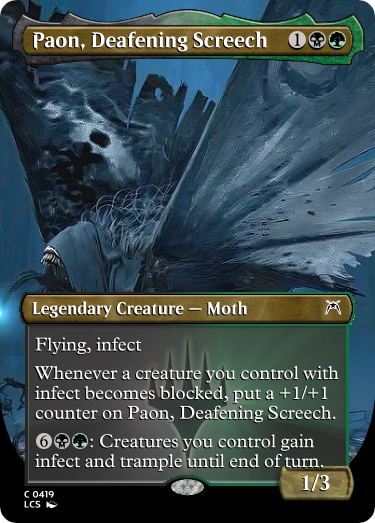 Paon, Deafening Screech 1
Legendary Creature — Moth
Flying, infect
Whenever a creature you control with
infect becomes blocked, put a +1/+1
counter on Paon, Deafening Screech.
6: Creatures you control gain
infect and trample until end of turn.
1/3
C 0419
LCS